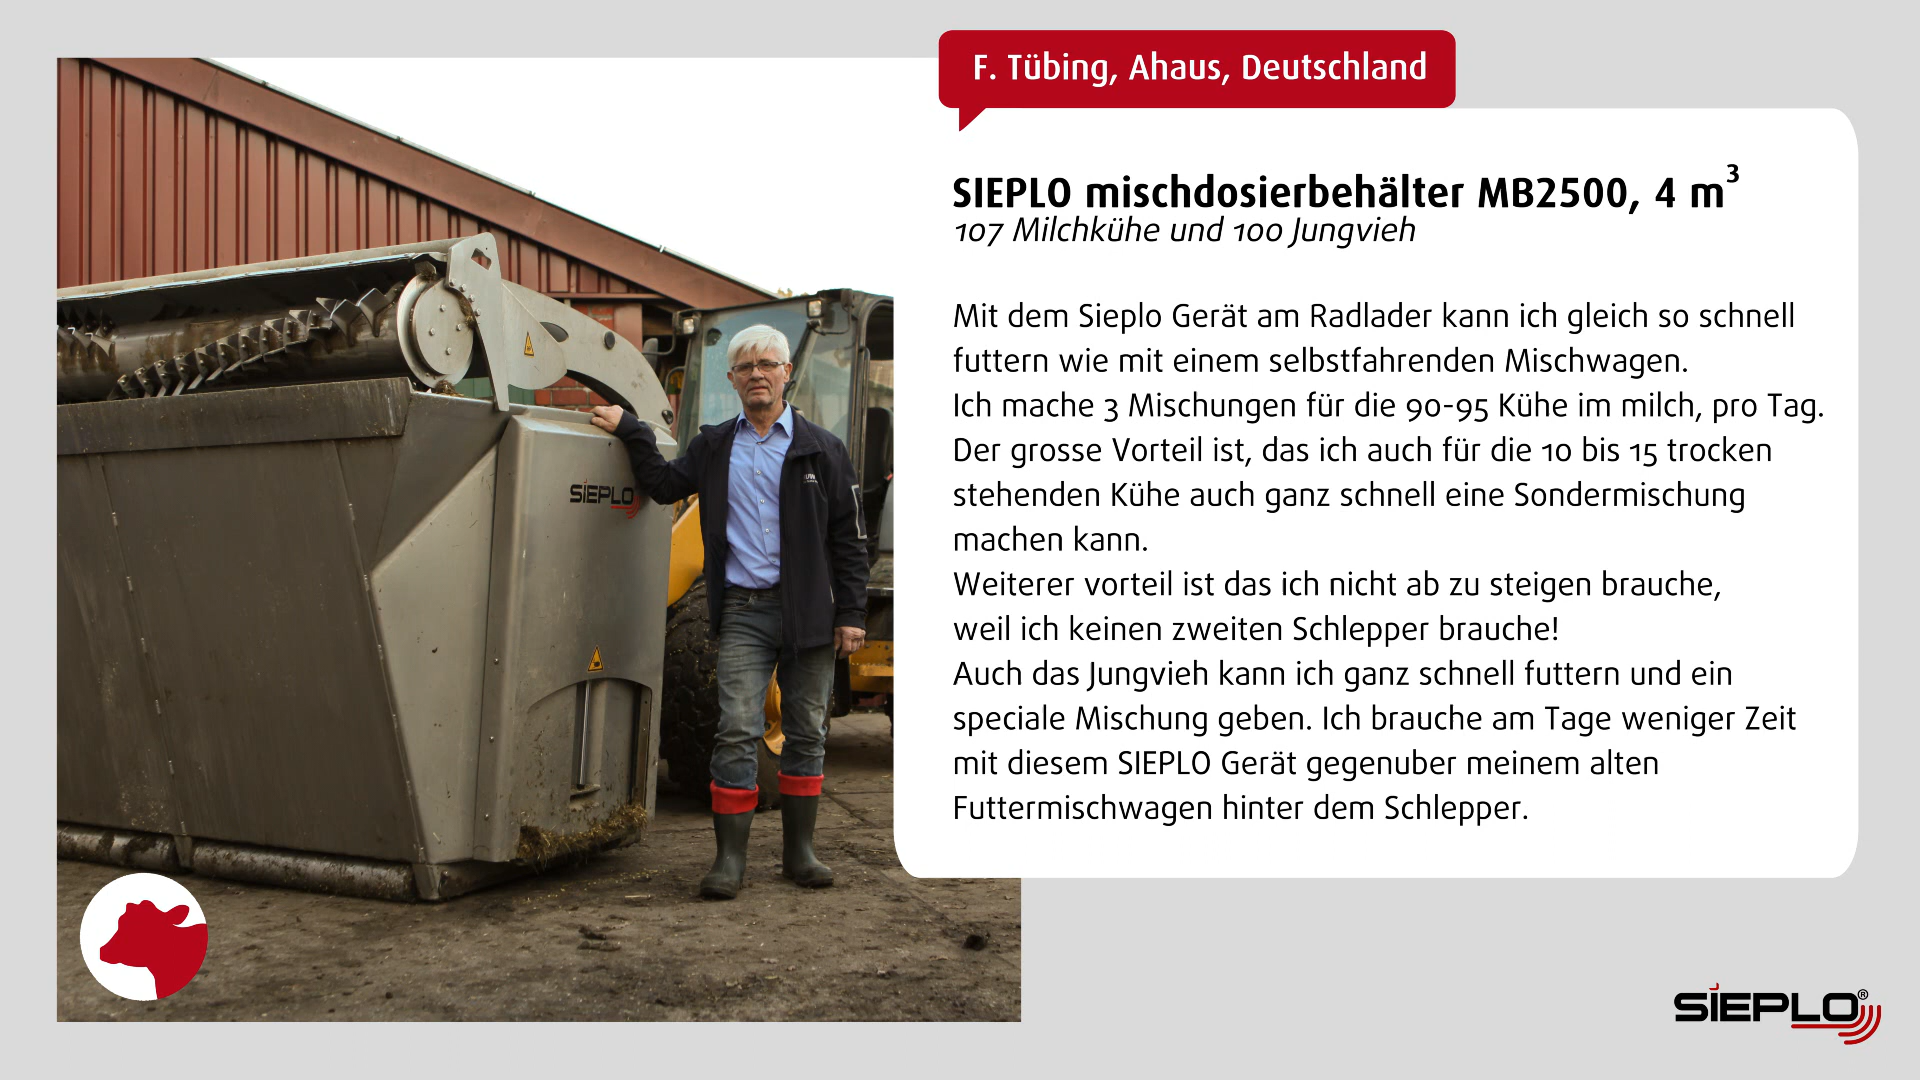 F. Tübing, Ahaus, Deutschland
SIEPLO mischdosierbehälter MB2500, 4 m³
107 Milchkühe und 100 Jungvieh
Mit dem Sieplo Gerät am Radlader kann ich gleich so schnell
futtern wie mit einem selbstfahrenden Mischwagen.
Ich mache 3 Mischungen für die 90-95 Kühe im milch, pro Tag.
Der grosse Vorteil ist, das ich auch für die 10 bis 15 trocken
stehenden Kühe auch ganz schnell eine Sondermischung
machen kann.
Weiterer vorteil ist das ich nicht ab zu steigen brauche,
weil ich keinen zweiten Schlepper brauche!
Auch das Jungvieh kann ich ganz schnell futtern und ein
speciale Mischung geben. Ich brauche am Tage weniger Zeit
mit diesem SIEPLO Gerät gegenuber meinem alten
Futtermischwagen hinter dem Schlepper.
SIEPLO
SIEPLO®